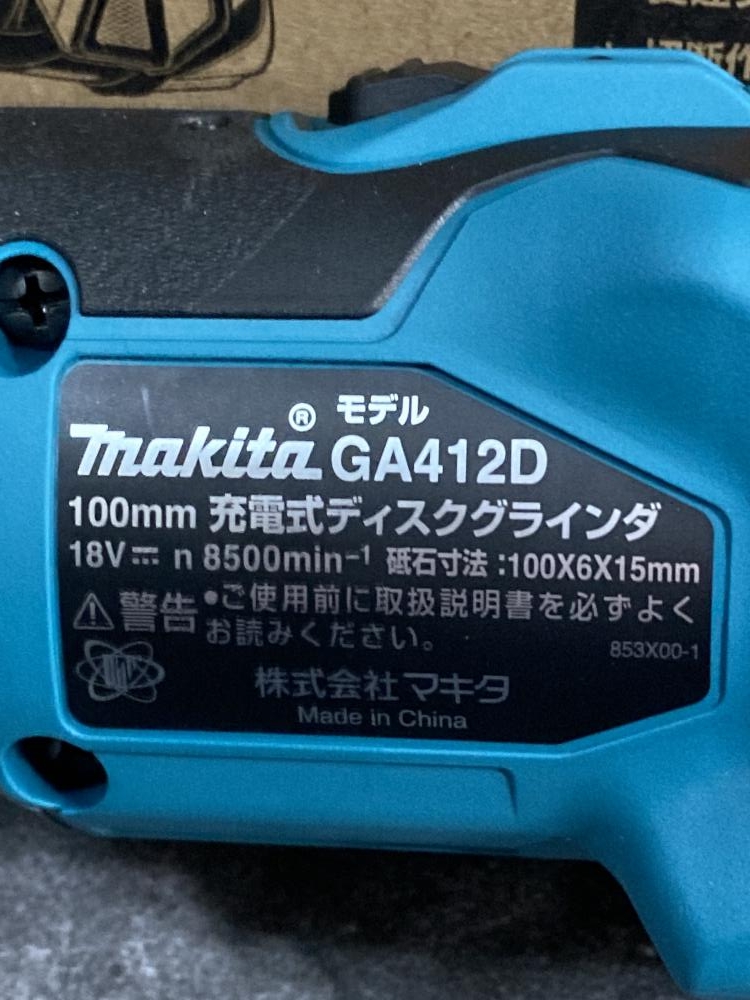 モデル
makita® GA412D
100mm 充電式ディスクグラインダ
18V⎓ n 8500min⁻¹ 砥石寸法:100X6X15mm
⚠警告 •ご使用前に取扱説明書を必ずよく
お読みください。
853X00-1
株式会社マキタ
Made in China